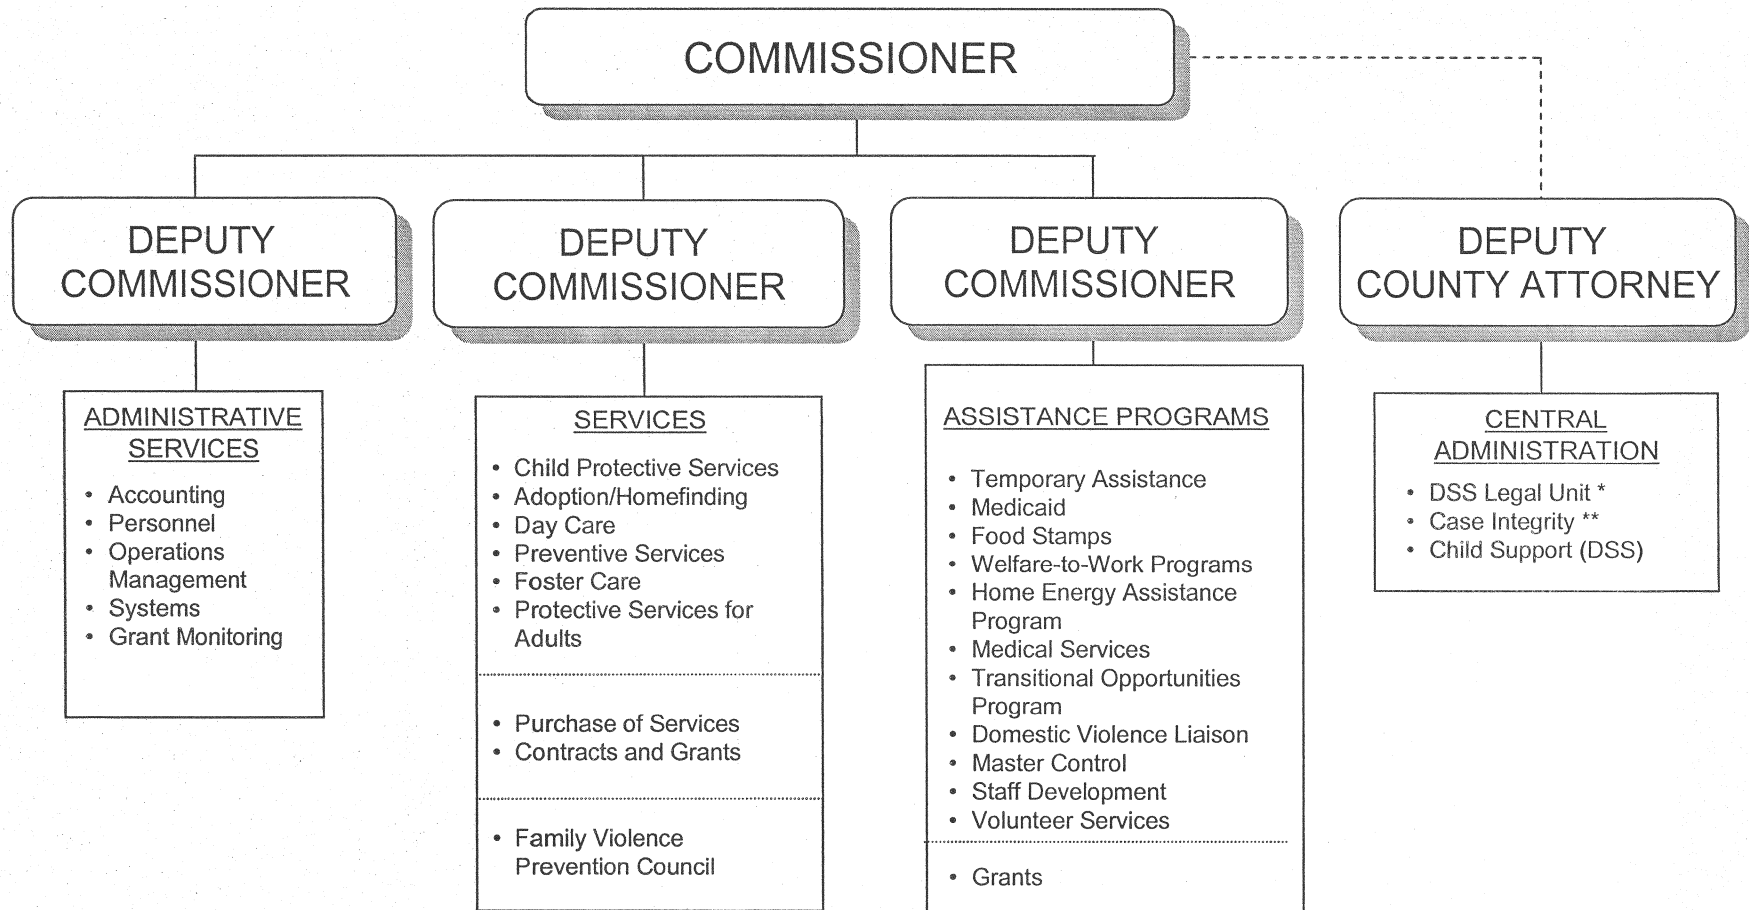 COMMISSIONER
DEPUTY
COMMISSIONER
DEPUTY
COMMISSIONER
DEPUTY
COMMISSIONER
DEPUTY
COUNTY ATTORNEY
ADMINISTRATIVE
SERVICES
• Accounting
• Personnel
• Operations
Management
• Systems
• Grant Monitoring
SERVICES
• Child Protective Services
• Adoption/Homefinding
• Day Care
• Preventive Services
• Foster Care
• Protective Services for
Adults
• Purchase of Services
• Contracts and Grants
• Family Violence
Prevention Council
ASSISTANCE PROGRAMS
• Temporary Assistance
• Medicaid
• Food Stamps
• Welfare-to-Work Programs
• Home Energy Assistance
Program
• Medical Services
• Transitional Opportunities
Program
• Domestic Violence Liaison
• Master Control
• Staff Development
• Volunteer Services
• Grants
CENTRAL
ADMINISTRATION
• DSS Legal Unit *
• Case Integrity **
• Child Support (DSS)